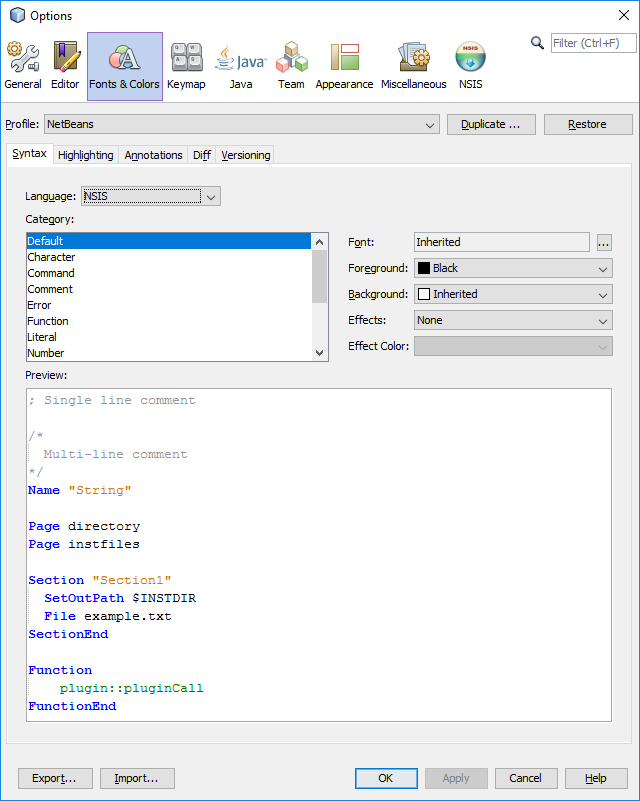 Options
Filter (Ctrl+F)
General Editor Fonts & Colors Keymap Java Team Appearance Miscellaneous NSIS
Profile: NetBeans Duplicate ... Restore
Syntax Highlighting Annotations Diff Versioning
Language: NSIS
Category:
Default
Character
Command
Comment
Error
Function
Literal
Number
Font: Inherited ...
Foreground: Black
Background: Inherited
Effects: None
Effect Color:
Preview:
; Single line comment
/*
Multi-line comment
*/
Name "String"
Page directory
Page instfiles
Section "Section1"
SetOutPath $INSTDIR
File example.txt
SectionEnd
Function
plugin::pluginCall
FunctionEnd
Export... Import... OK Apply Cancel Help